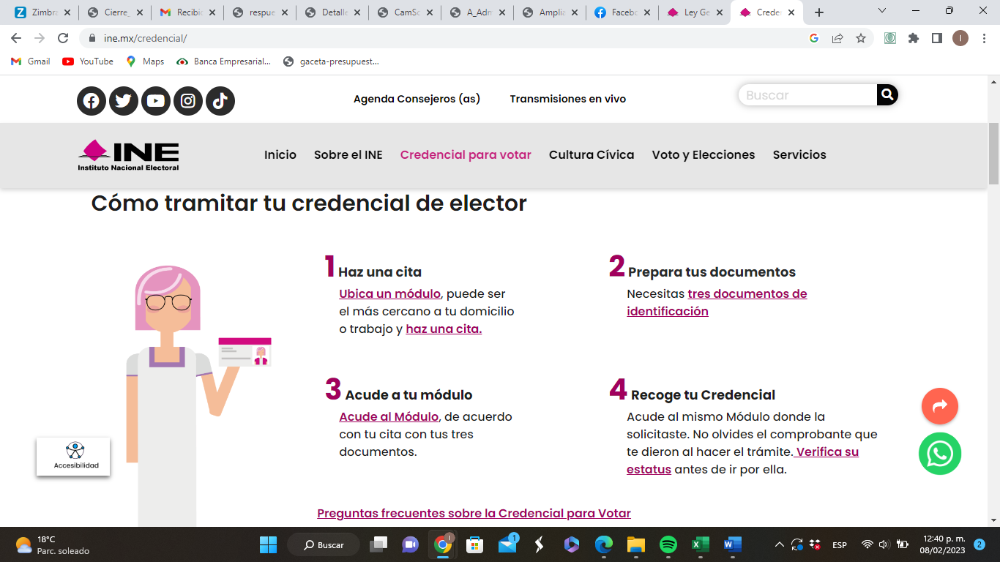 Zimbra
Cierre_
Recibid
respue
Detalle
CamSc
A_Adm
Amplia
Facebo
Ley Ge
Creder
ine.mx/credencial/
I
Gmail
YouTube
Maps
Banca Empresarial...
gaceta-presupuest...
Agenda Consejeros (as)
Transmisiones en vivo
Buscar
INE
Instituto Nacional Electoral
Inicio
Sobre el INE
Credencial para votar
Cultura Cívica
Voto y Elecciones
Servicios
Cómo tramitar tu credencial de elector
1 Haz una cita
Ubica un módulo, puede ser
el más cercano a tu domicilio
o trabajo y haz una cita.
2 Prepara tus documentos
Necesitas tres documentos de
identificación
3 Acude a tu módulo
Acude al Módulo, de acuerdo
con tu cita con tus tres
documentos.
4 Recoge tu Credencial
Acude al mismo Módulo donde la
solicitaste. No olvides el comprobante que
te dieron al hacer el trámite. Verifica su
estatus antes de ir por ella.
Accesibilidad
Preguntas frecuentes sobre la Credencial para Votar
18°C
Parc. soleado
Buscar
1
ESP
12:40 p. m.
08/02/2023
2